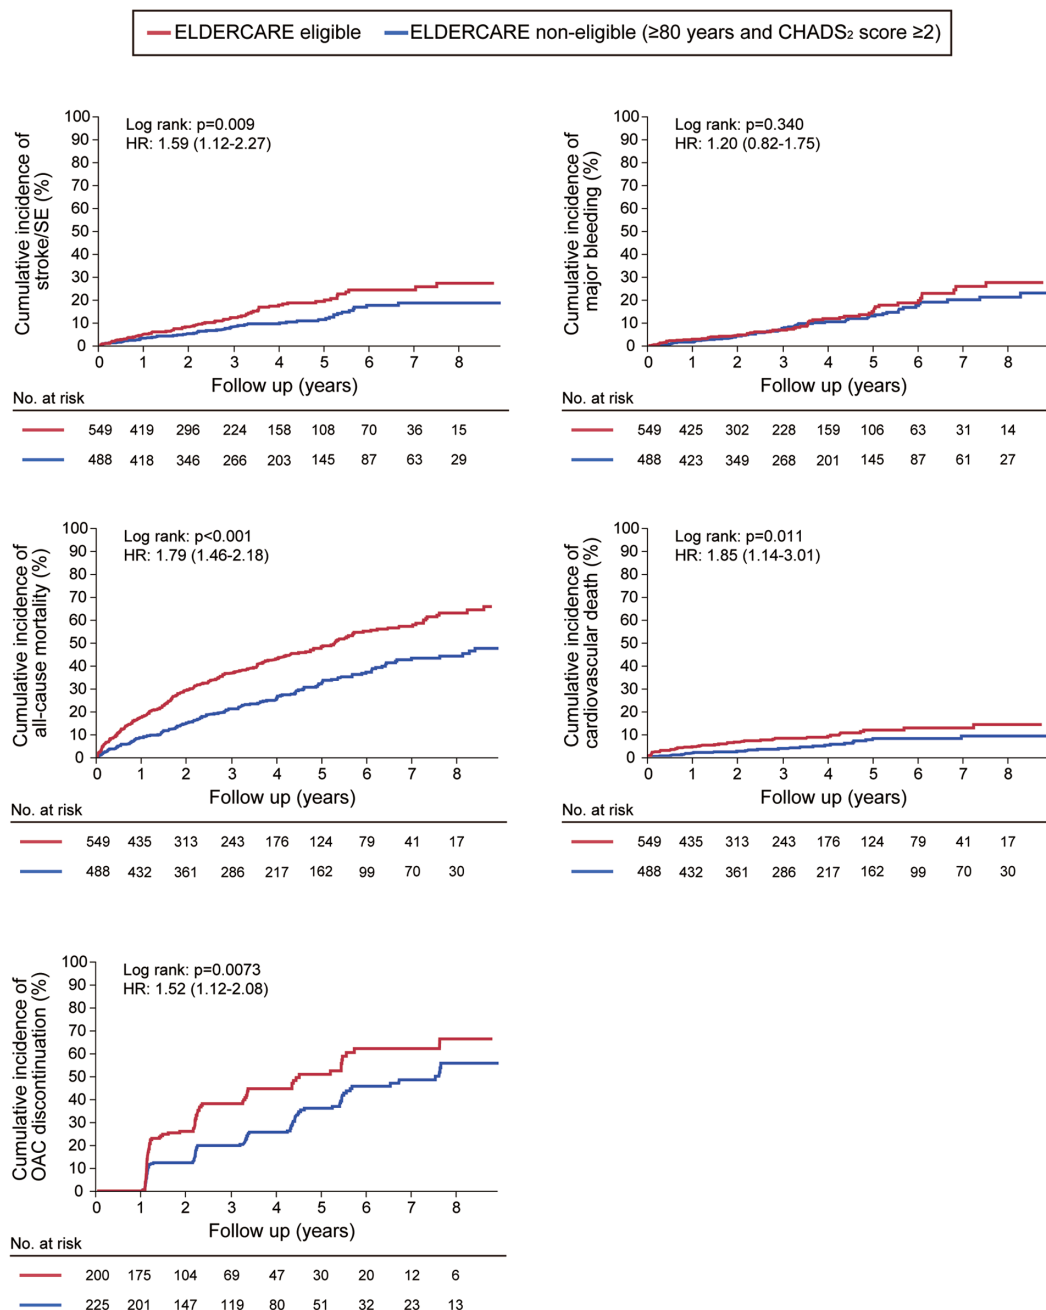 ELDERCARE eligible ELDERCARE non-eligible (≥80 years and CHADS₂ score ≥2)
Cumulative incidence of
stroke/SE (%)
Log rank: p=0.009
HR: 1.59 (1.12-2.27)
100
90
80
70
60
50
40
30
20
10
0
0 1 2 3 4 5 6 7 8
Follow up (years)
No. at risk
549 419 296 224 158 108 70 36 15
488 418 346 266 203 145 87 63 29
Cumulative incidence of
major bleeding (%)
Log rank: p=0.340
HR: 1.20 (0.82-1.75)
100
90
80
70
60
50
40
30
20
10
0
0 1 2 3 4 5 6 7 8
Follow up (years)
No. at risk
549 425 302 228 159 106 63 31 14
488 423 349 268 201 145 87 61 27
Cumulative incidence of
all-cause mortality (%)
Log rank: p<0.001
HR: 1.79 (1.46-2.18)
100
90
80
70
60
50
40
30
20
10
0
0 1 2 3 4 5 6 7 8
Follow up (years)
No. at risk
549 435 313 243 176 124 79 41 17
488 432 361 286 217 162 99 70 30
Cumulative incidence of
cardiovascular death (%)
Log rank: p=0.011
HR: 1.85 (1.14-3.01)
100
90
80
70
60
50
40
30
20
10
0
0 1 2 3 4 5 6 7 8
Follow up (years)
No. at risk
549 435 313 243 176 124 79 41 17
488 432 361 286 217 162 99 70 30
Cumulative incidence of
OAC discontinuation (%)
Log rank: p=0.0073
HR: 1.52 (1.12-2.08)
100
90
80
70
60
50
40
30
20
10
0
0 1 2 3 4 5 6 7 8
Follow up (years)
No. at risk
200 175 104 69 47 30 20 12 6
225 201 147 119 80 51 32 23 13